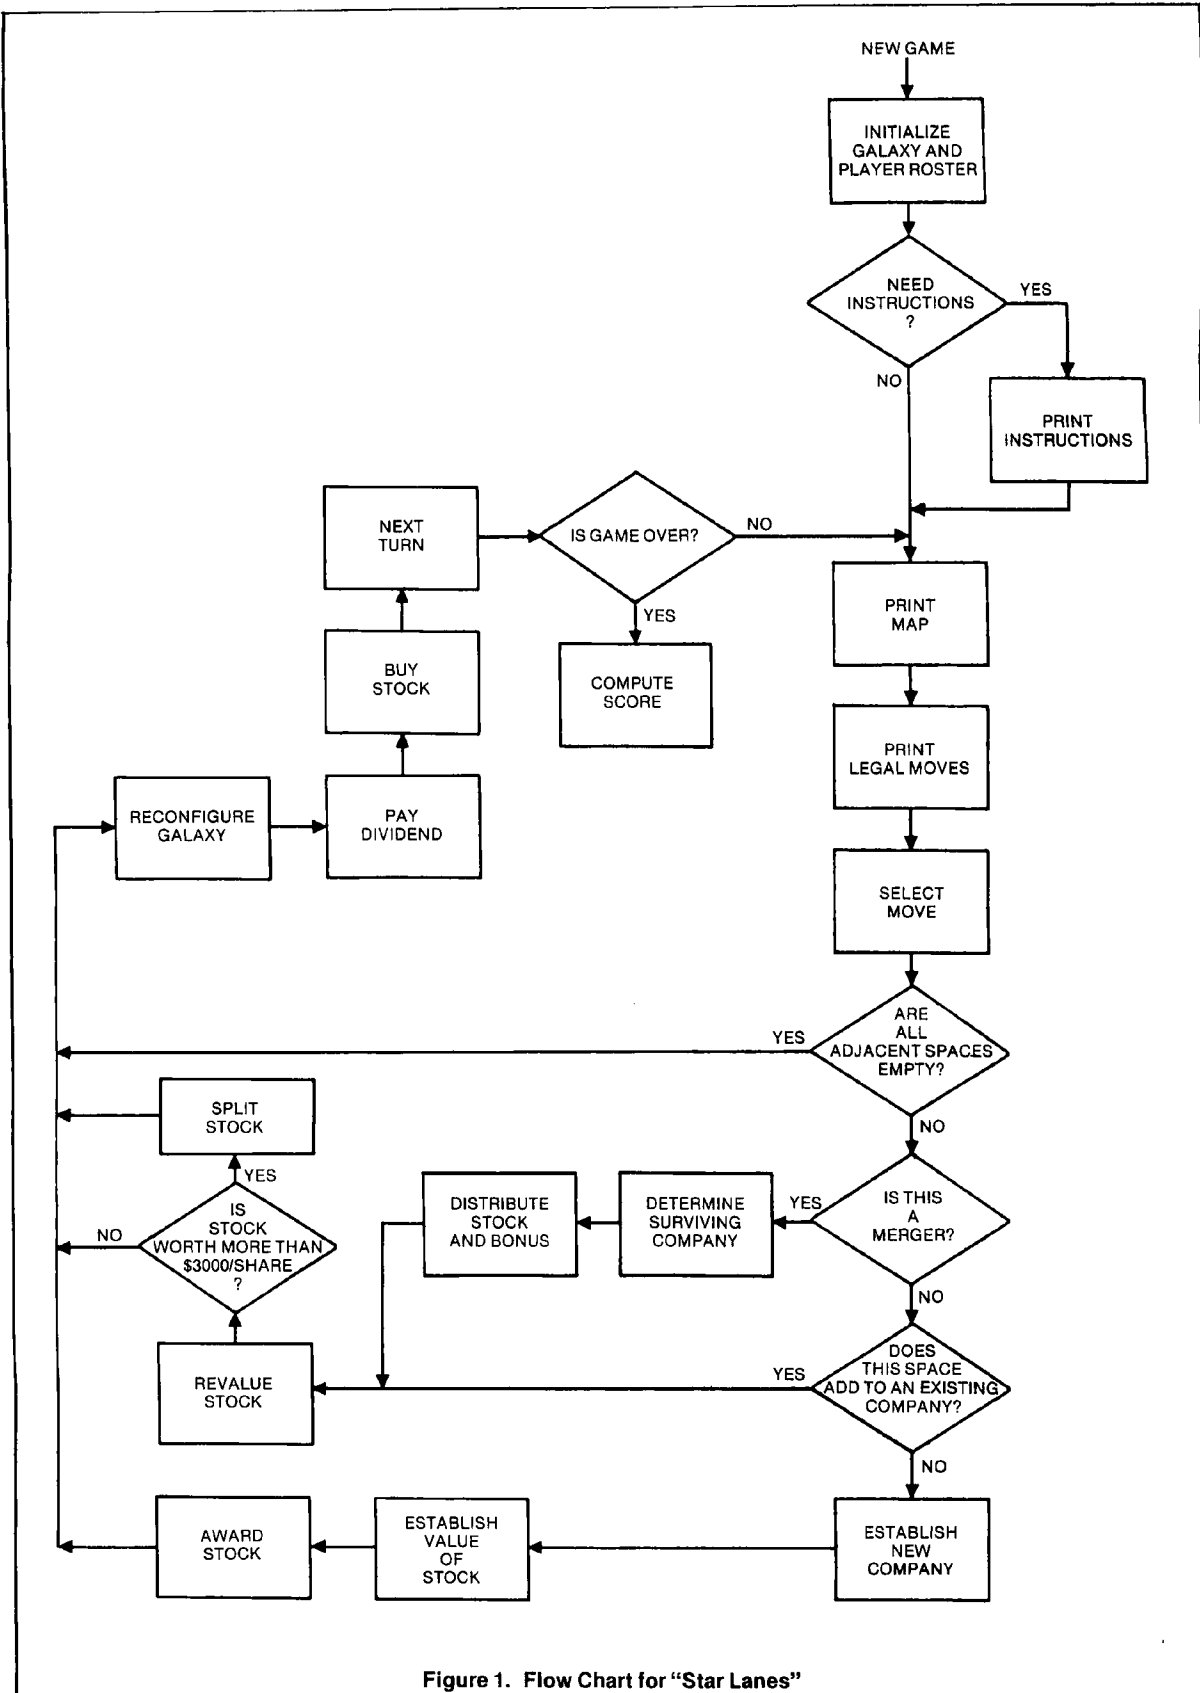 NEW GAME
INITIALIZE
GALAXY AND
PLAYER ROSTER
NEED
INSTRUCTIONS
?
YES
NO
PRINT
INSTRUCTIONS
NEXT
TURN
IS GAME OVER?
NO
YES
COMPUTE
SCORE
PRINT
MAP
BUY
STOCK
PRINT
LEGAL MOVES
RECONFIGURE
GALAXY
PAY
DIVIDEND
SELECT
MOVE
ARE
ALL
ADJACENT SPACES
EMPTY?
YES
NO
SPLIT
STOCK
YES
IS
STOCK
WORTH MORE THAN
$3000/SHARE
?
NO
DISTRIBUTE
STOCK
AND BONUS
DETERMINE
SURVIVING
COMPANY
YES
IS THIS
A
MERGER?
NO
REVALUE
STOCK
YES
DOES
THIS SPACE
ADD TO AN EXISTING
COMPANY?
NO
AWARD
STOCK
ESTABLISH
VALUE
OF
STOCK
ESTABLISH
NEW
COMPANY
Figure 1. Flow Chart for "Star Lanes"